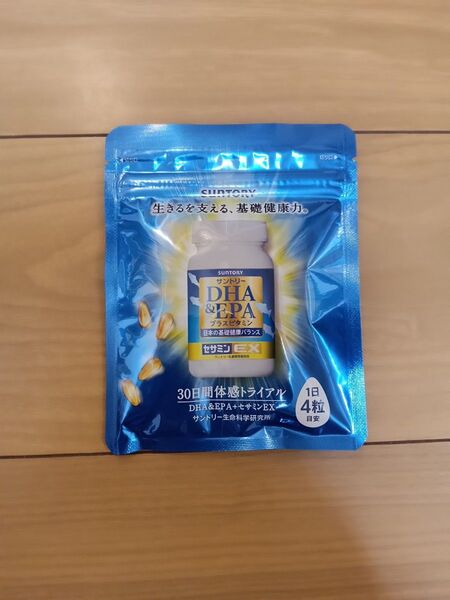 SUNTORY
生きるを支える、基礎健康力。
SUNTORY
サントリー
DHA
&EPA
プラスビタミン
日本の基礎健康バランス
セサミンEX
30日間体感トライアル
DHA&EPA+セサミンEX
サントリー生命科学研究所
1日
4粒
目安